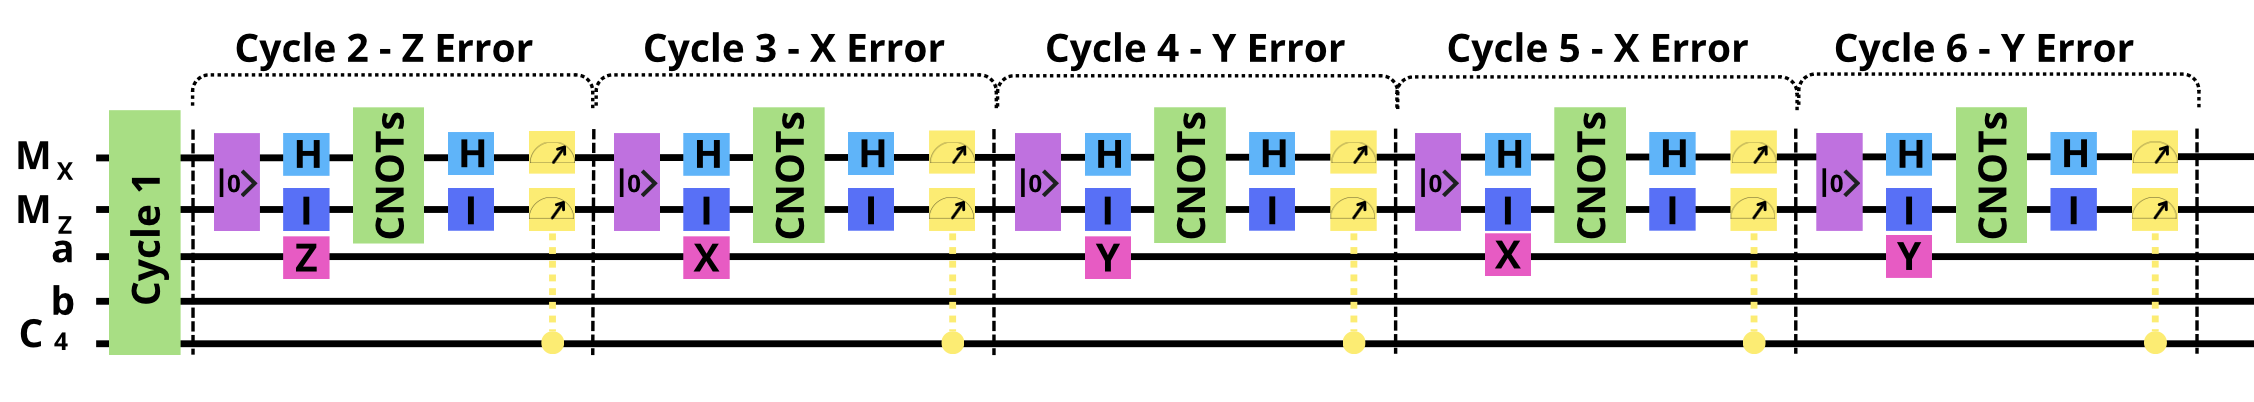 Cycle 2 - Z Error Cycle 3 - X Error Cycle 4 - Y Error Cycle 5 - X Error Cycle 6 - Y Error
M X H H H H H H H H H H
Cycle 1 |0> CNOTs |0> CNOTs |0> CNOTs |0> CNOTs |0> CNOTs
M Z I I I I I I I I I I
a Z X Y X Y
b
C 4